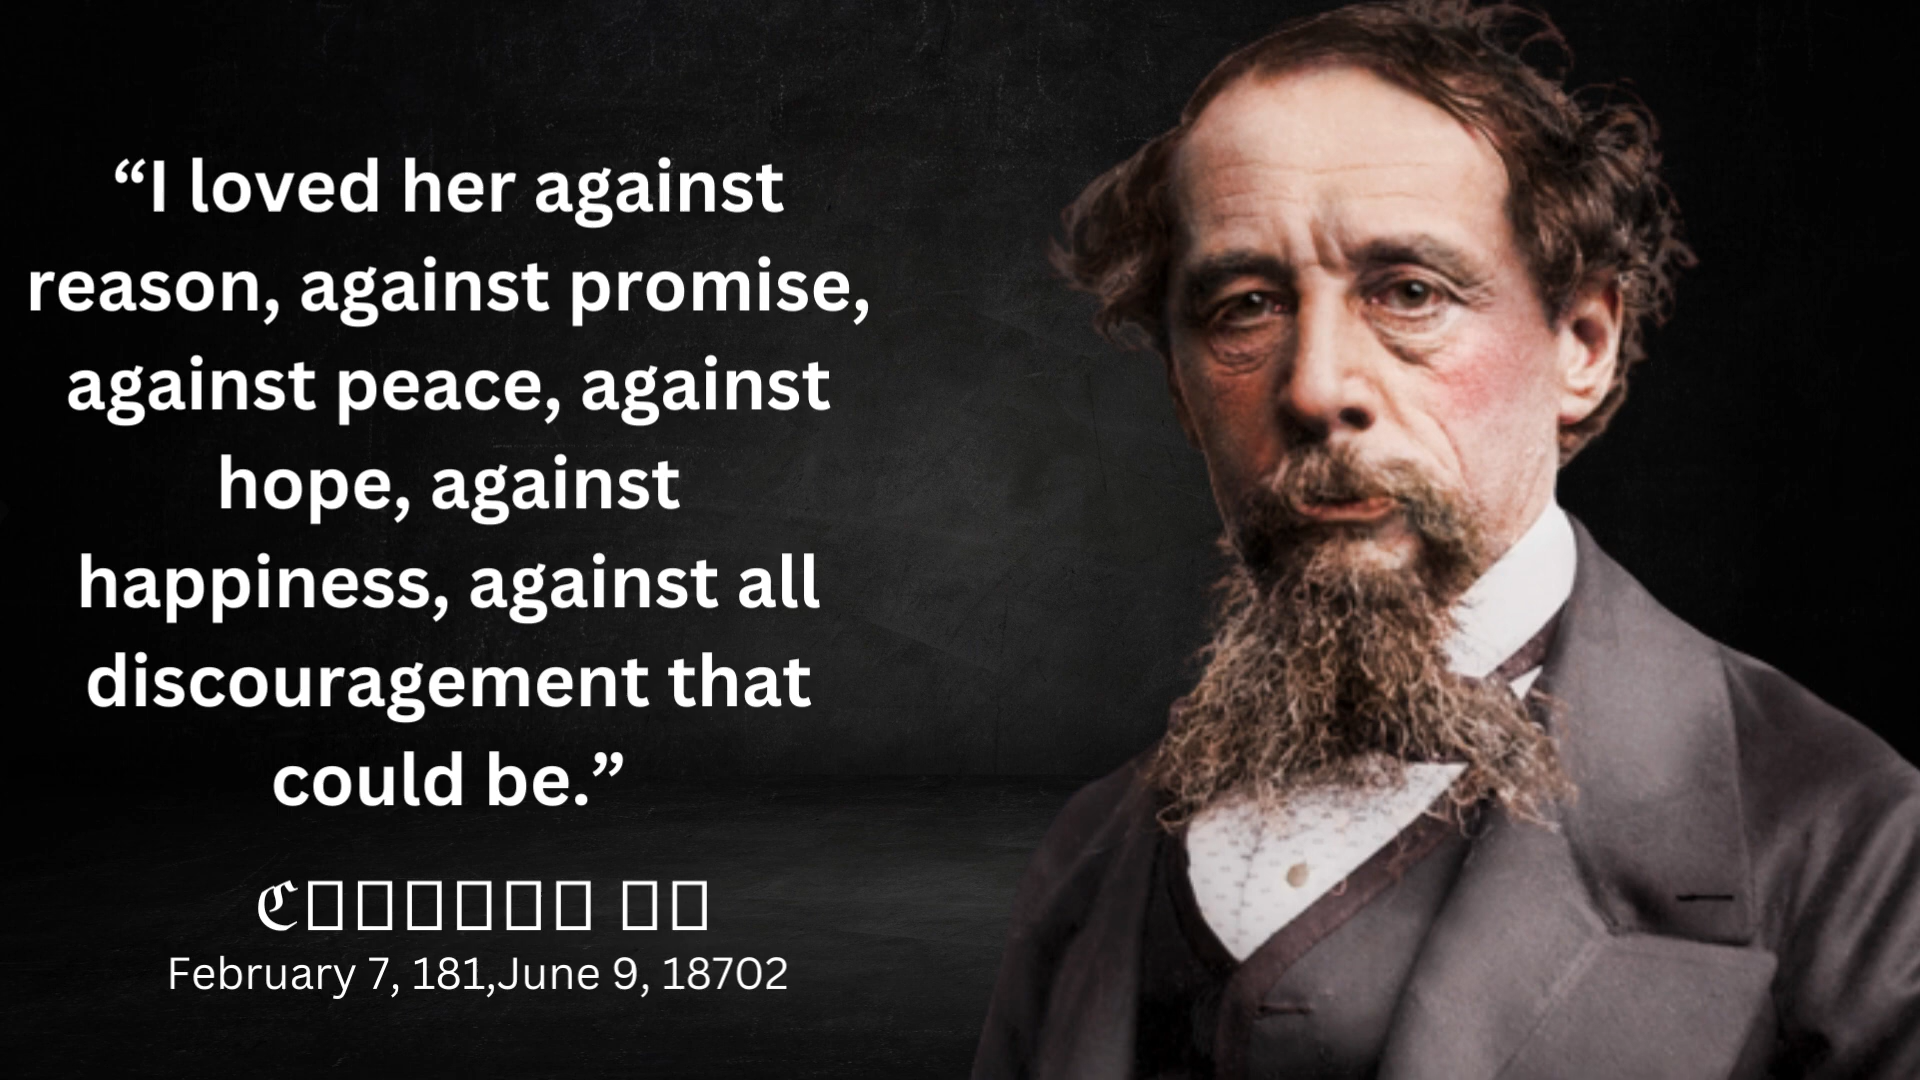 “I loved her against
reason, against promise,
against peace, against
hope, against
happiness, against all
discouragement that
could be.”
ℭ▯▯▯▯▯▯ ▯▯
February 7, 181,June 9, 18702